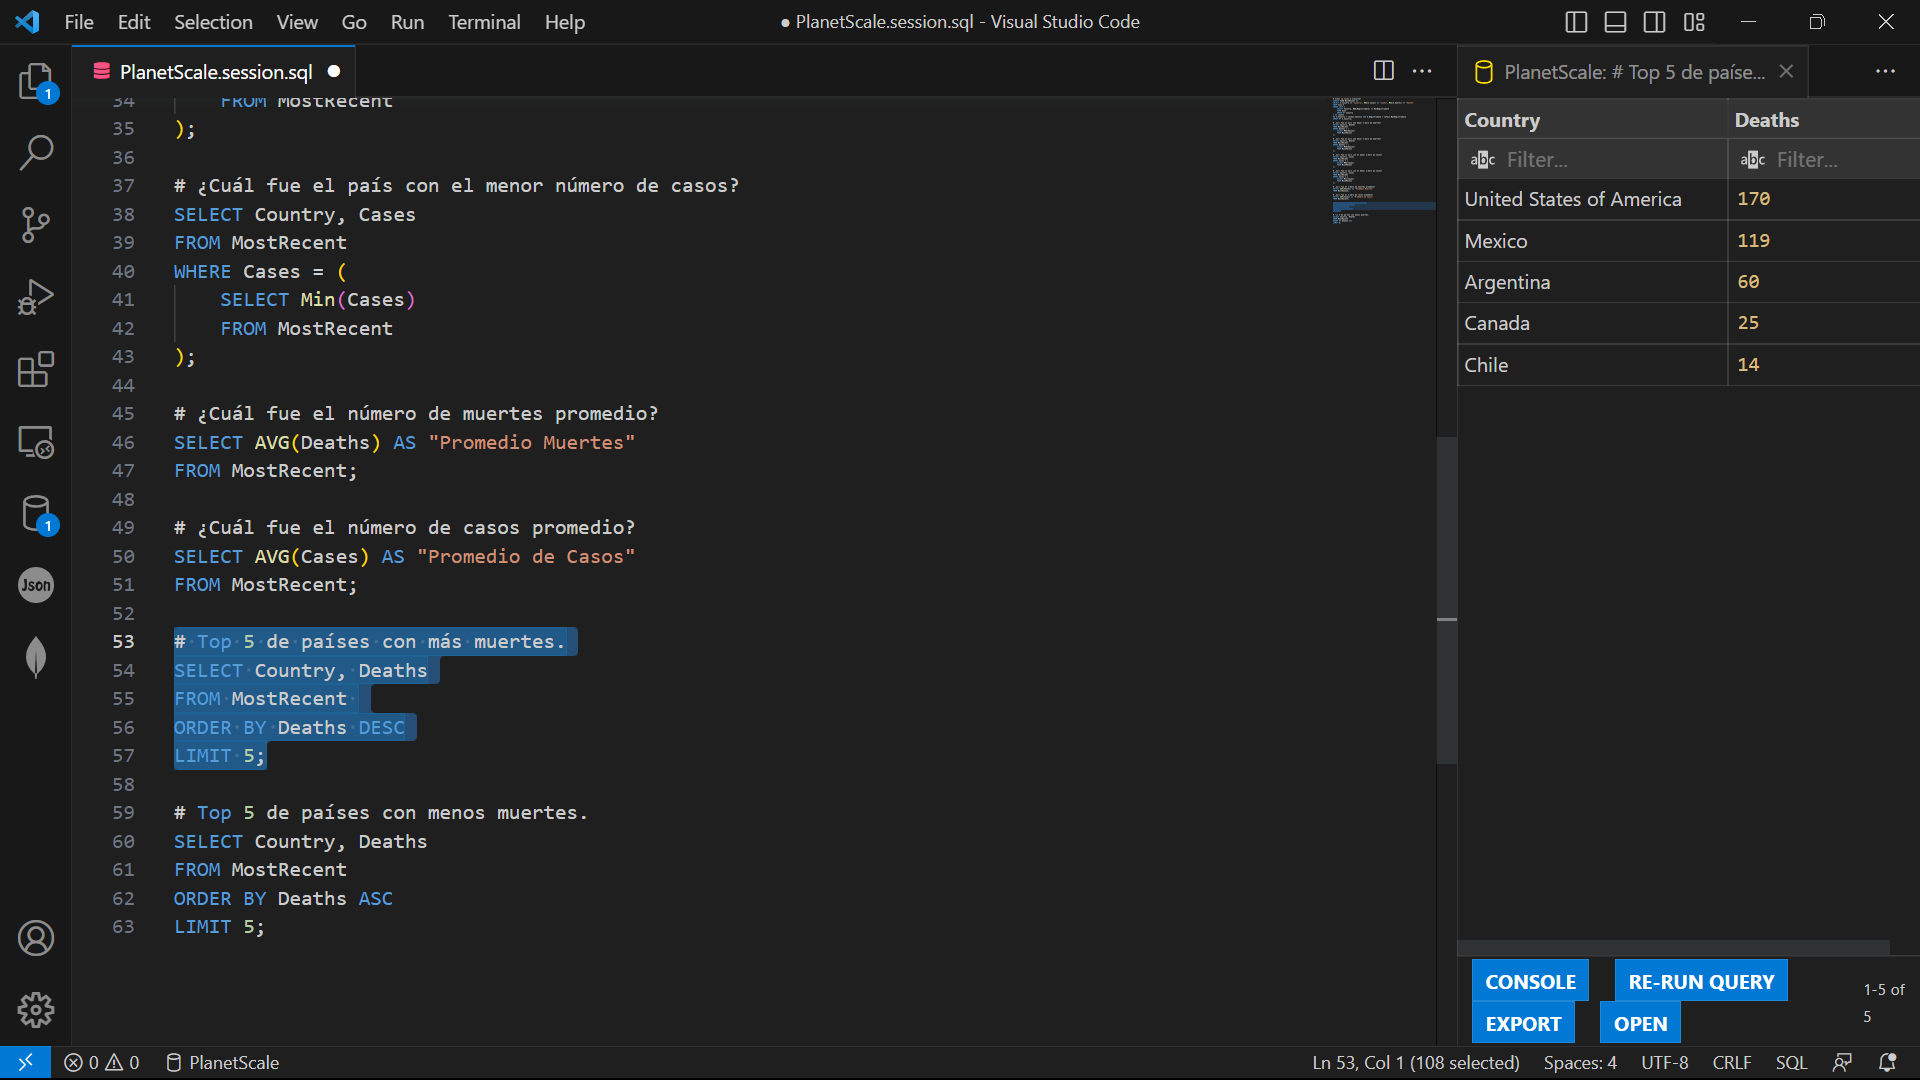 File Edit Selection View Go Run Terminal Help
● PlanetScale.session.sql - Visual Studio Code
PlanetScale.session.sql ●
34 FROM MostRecent
35 );
36
37 # ¿Cuál fue el país con el menor número de casos?
38 SELECT Country, Cases
39 FROM MostRecent
40 WHERE Cases = (
41 SELECT Min(Cases)
42 FROM MostRecent
43 );
44
45 # ¿Cuál fue el número de muertes promedio?
46 SELECT AVG(Deaths) AS "Promedio Muertes"
47 FROM MostRecent;
48
49 # ¿Cuál fue el número de casos promedio?
50 SELECT AVG(Cases) AS "Promedio de Casos"
51 FROM MostRecent;
52
53 # Top 5 de países con más muertes.
54 SELECT Country, Deaths
55 FROM MostRecent
56 ORDER BY Deaths DESC
57 LIMIT 5;
58
59 # Top 5 de países con menos muertes.
60 SELECT Country, Deaths
61 FROM MostRecent
62 ORDER BY Deaths ASC
63 LIMIT 5;
1
1
Json
PlanetScale: # Top 5 de paíse...
Country Deaths
abc Filter... abc Filter...
United States of America 170
Mexico 119
Argentina 60
Canada 25
Chile 14
CONSOLE RE-RUN QUERY
EXPORT OPEN
1-5 of
5
0 0 PlanetScale
Ln 53, Col 1 (108 selected) Spaces: 4 UTF-8 CRLF SQL